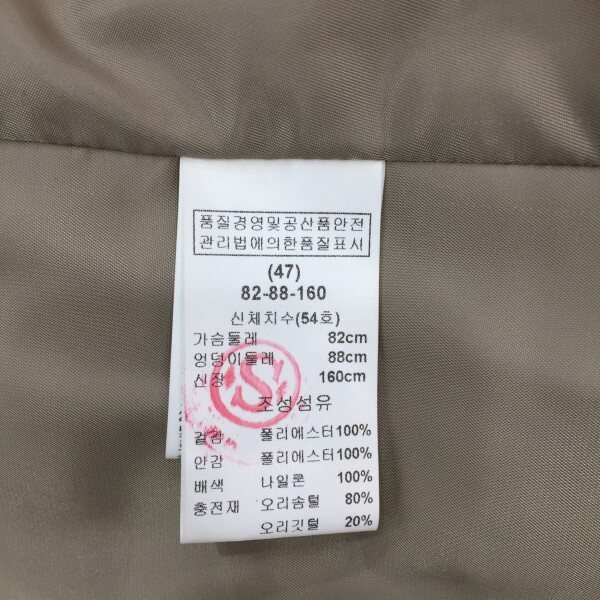 품질경영및공산품안전
관리법에의한품질표시
(47)
82-88-160
신체치수(54호)
가슴둘레 82cm
엉덩이둘레 88cm
신장 160cm
S
조성섬유
겉감 폴리에스터100%
안감 폴리에스터100%
배색 나일론 100%
충전재 오리솜털 80%
오리깃털 20%